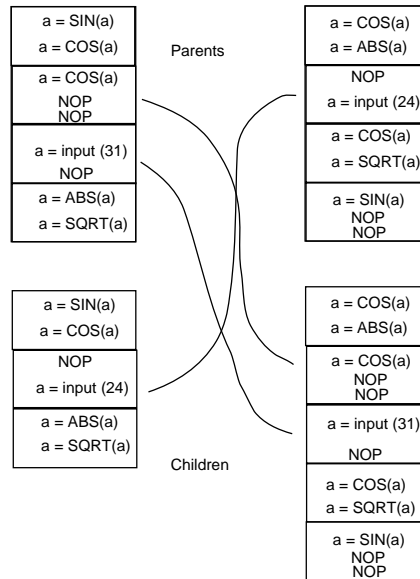 a = SIN(a)
a = COS(a)
a = COS(a)
NOP
NOP
a = input (31)
NOP
a = ABS(a)
a = SQRT(a)
Parents
a = COS(a)
a = ABS(a)
NOP
a = input (24)
a = COS(a)
a = SQRT(a)
a = SIN(a)
NOP
NOP
a = SIN(a)
a = COS(a)
NOP
a = input (24)
a = ABS(a)
a = SQRT(a)
Children
a = COS(a)
a = ABS(a)
a = COS(a)
NOP
NOP
a = input (31)
NOP
a = COS(a)
a = SQRT(a)
a = SIN(a)
NOP
NOP